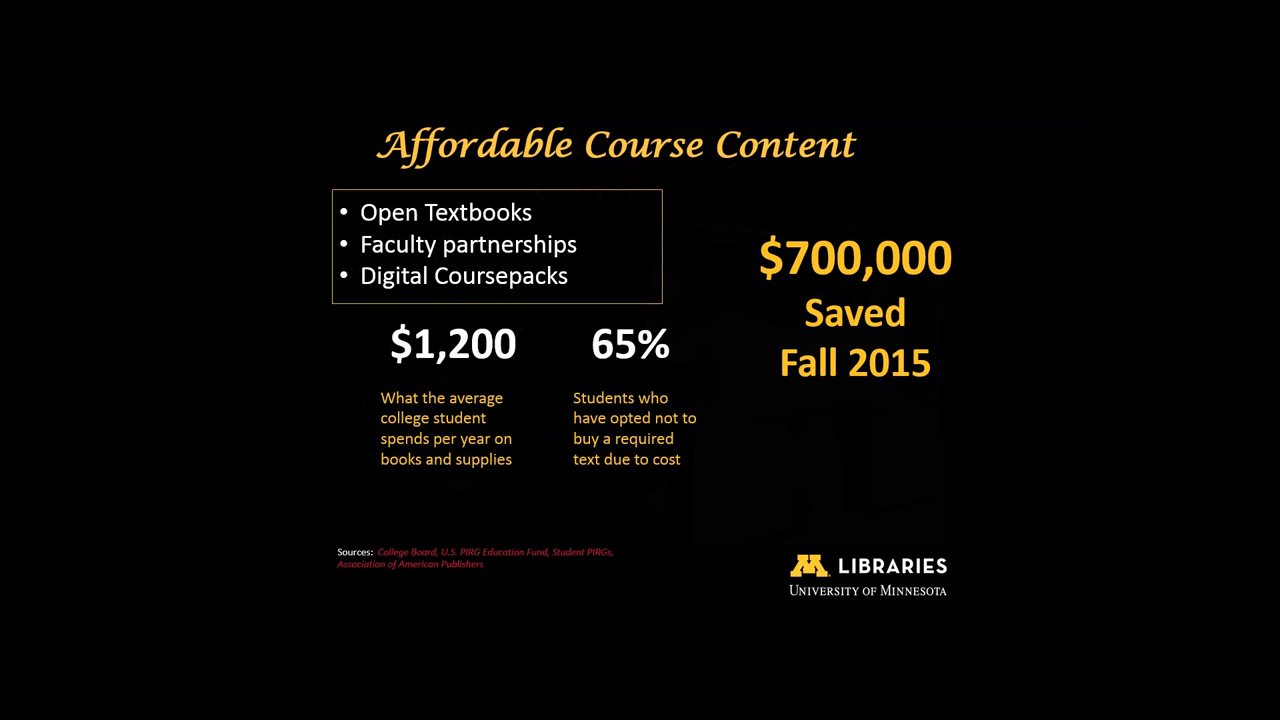 Affordable Course Content
• Open Textbooks
• Faculty partnerships
• Digital Coursepacks
$1,200
What the average
college student
spends per year on
books and supplies
65%
Students who
have opted not to
buy a required
text due to cost
$700,000
Saved
Fall 2015
Sources: College Board, U.S. PIRG Education Fund, Student PIRGs,
Association of American Publishers
M LIBRARIES
UNIVERSITY OF MINNESOTA